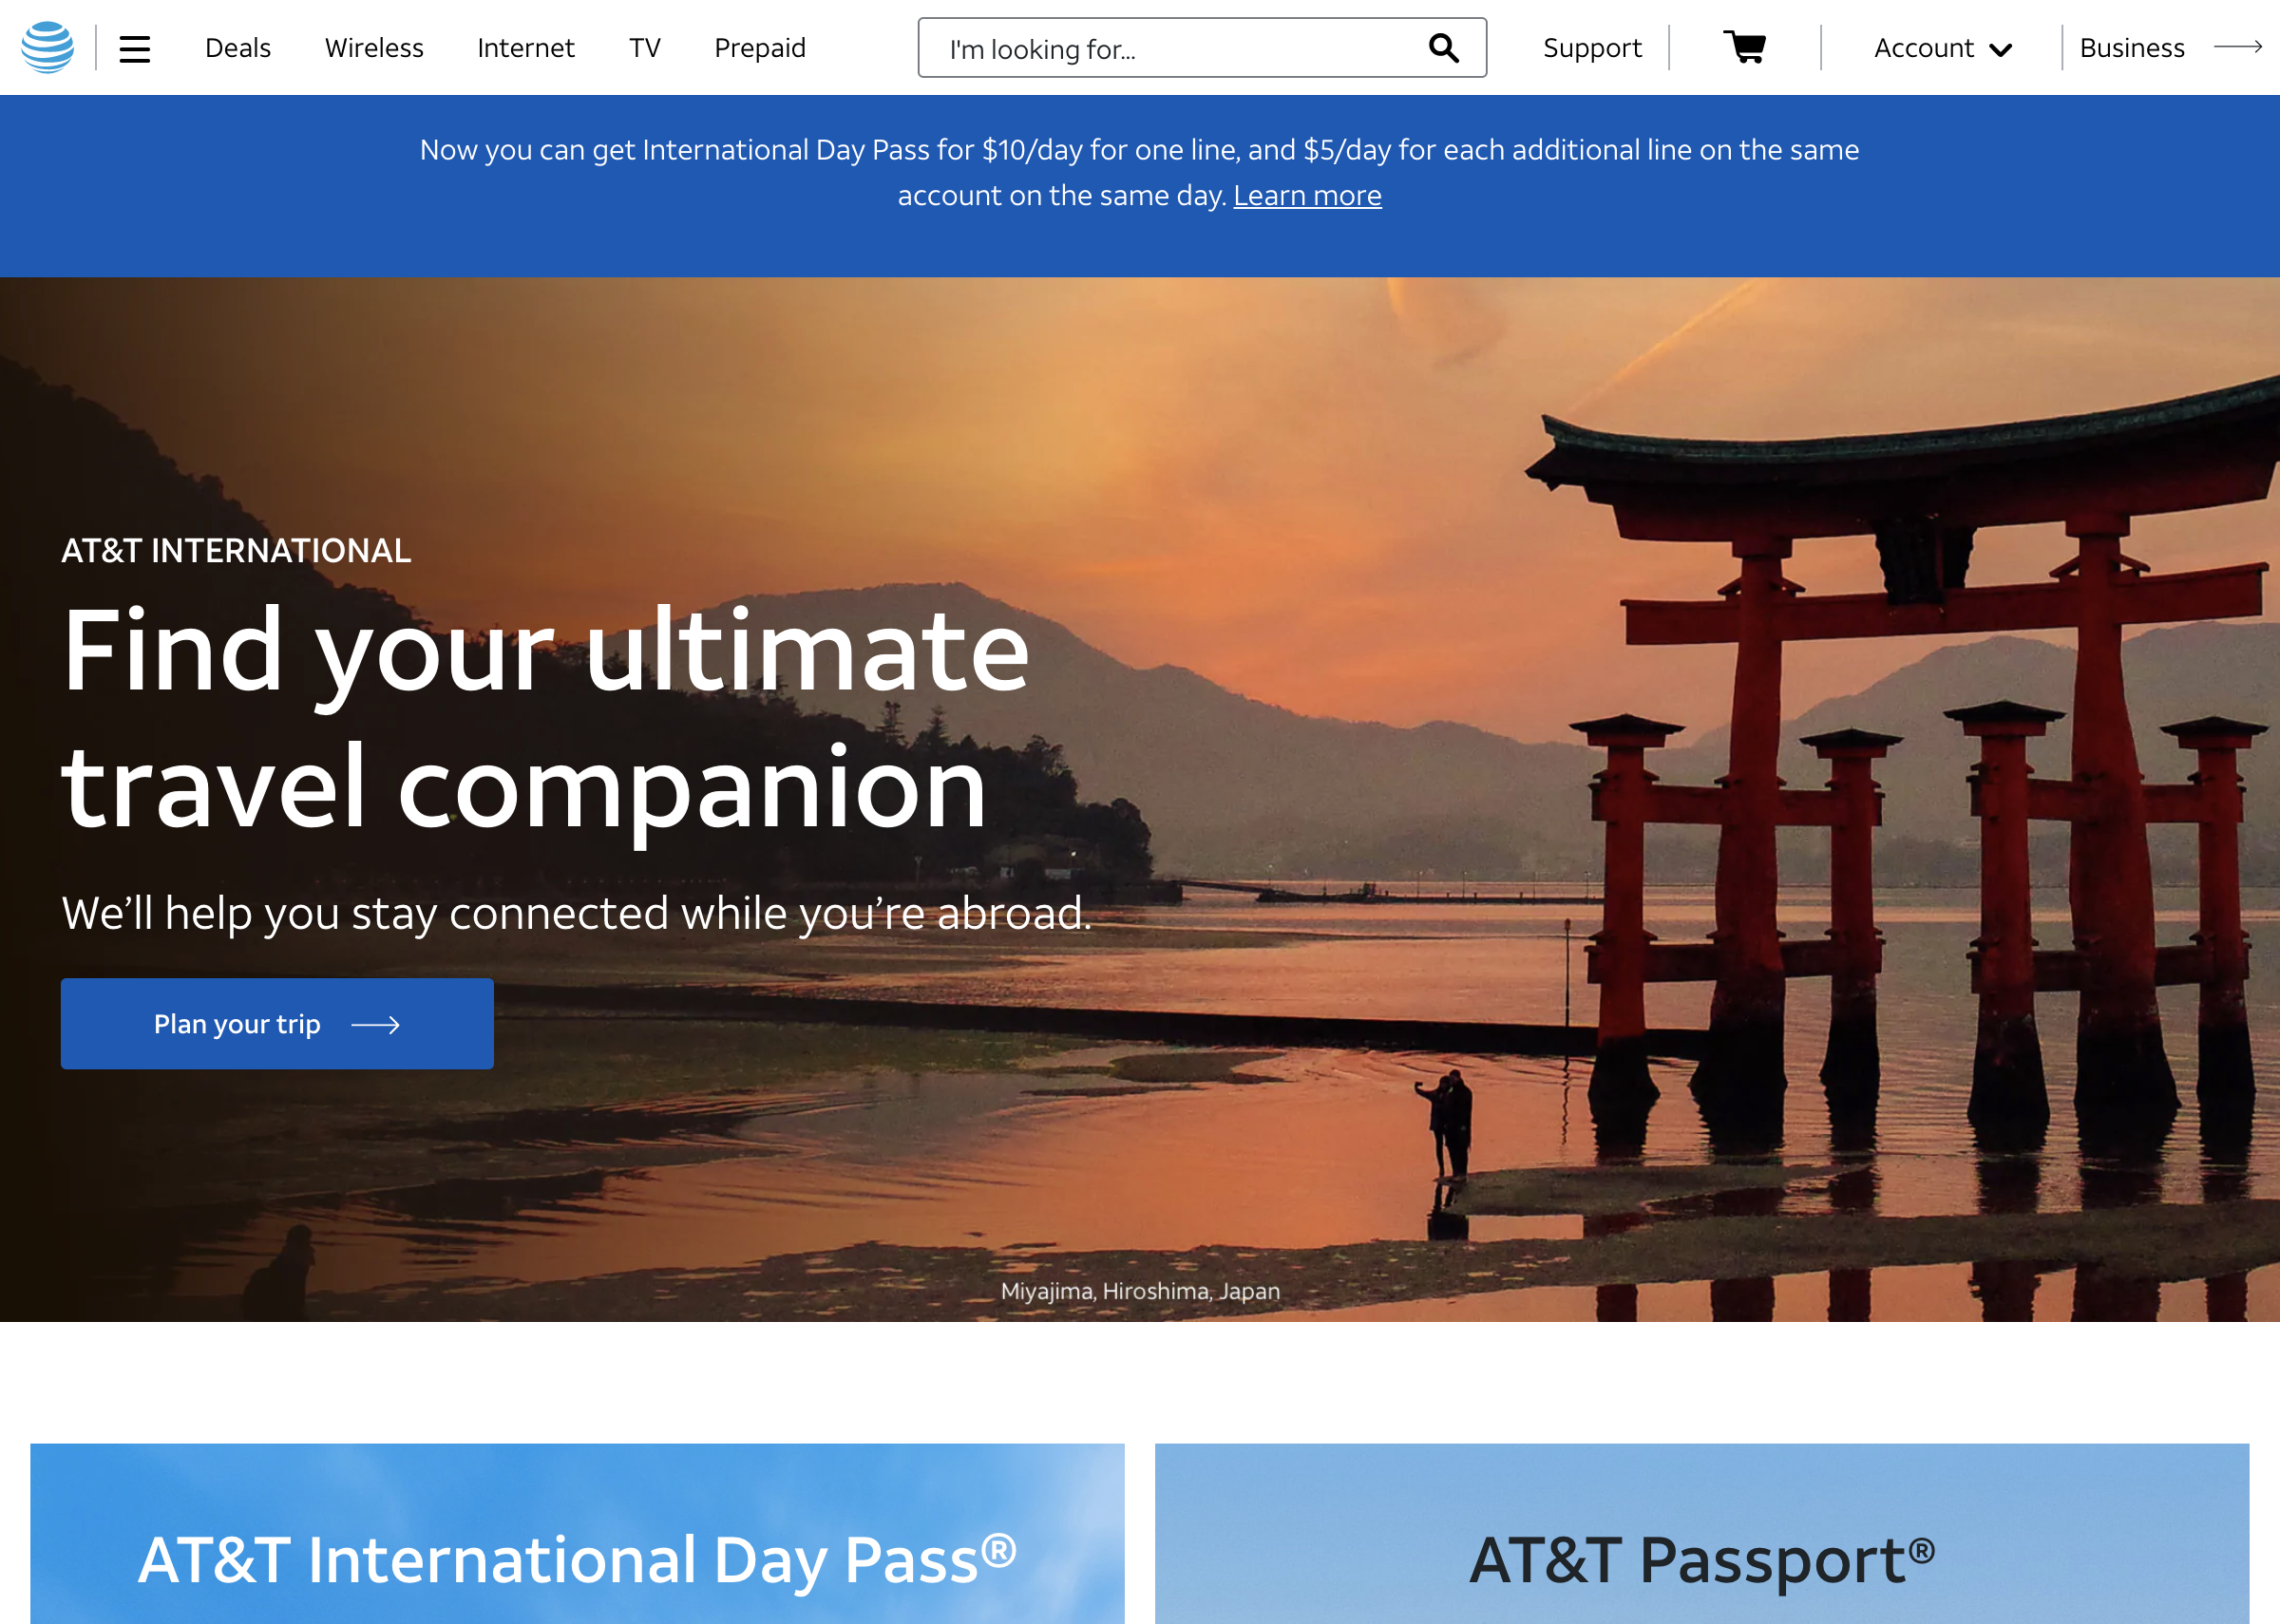 Deals Wireless Internet TV Prepaid I'm looking for... Support Account Business
Now you can get International Day Pass for $10/day for one line, and $5/day for each additional line on the same
account on the same day. Learn more
AT&T INTERNATIONAL
Find your ultimate
travel companion
We’ll help you stay connected while you’re abroad.
Plan your trip
Miyajima, Hiroshima, Japan
AT&T International Day Pass®
AT&T Passport®